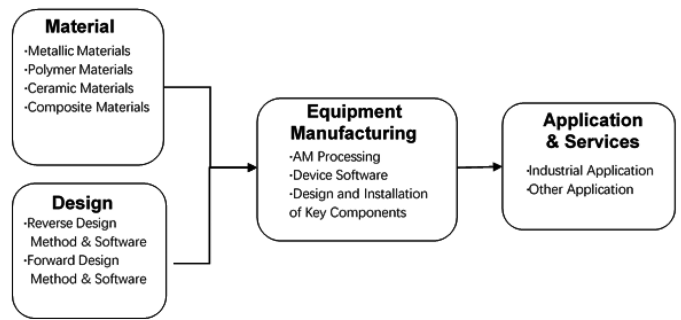 Material
·Metallic Materials
·Polymer Materials
·Ceramic Materials
·Composite Materials
Design
·Reverse Design
Method & Software
·Forward Design
Method & Software
Equipment
Manufacturing
·AM Processing
·Device Software
·Design and Installation
of Key Components
Application
& Services
·Industrial Application
·Other Application